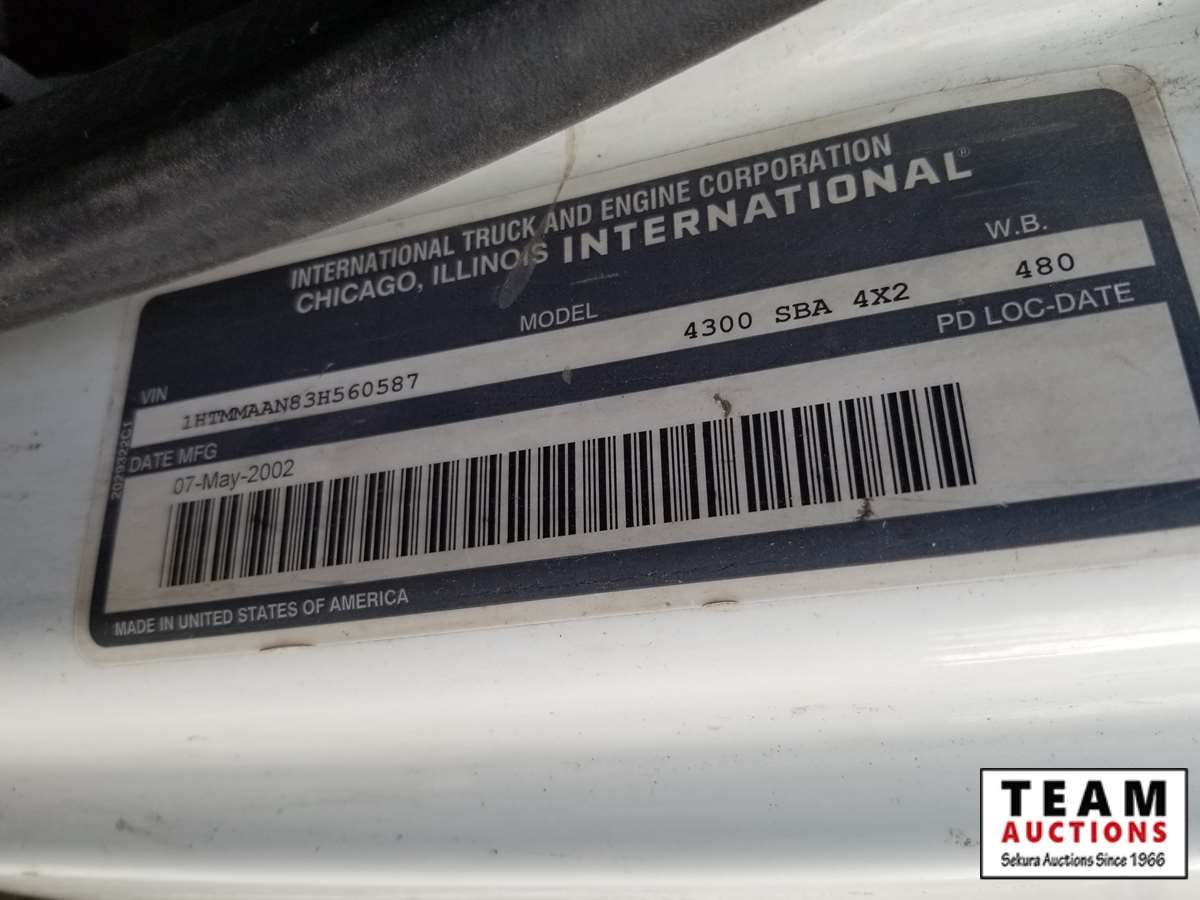 INTERNATIONAL TRUCK AND ENGINE CORPORATION
CHICAGO, ILLINOIS INTERNATIONAL®
VIN MODEL W.B.
1HTMMAAN83H560587 4300 SBA 4X2 480
DATE MFG PD LOC-DATE
07-May-2002
2029322C1
MADE IN UNITED STATES OF AMERICA
TEAM
AUCTIONS
Sekura Auctions Since 1966